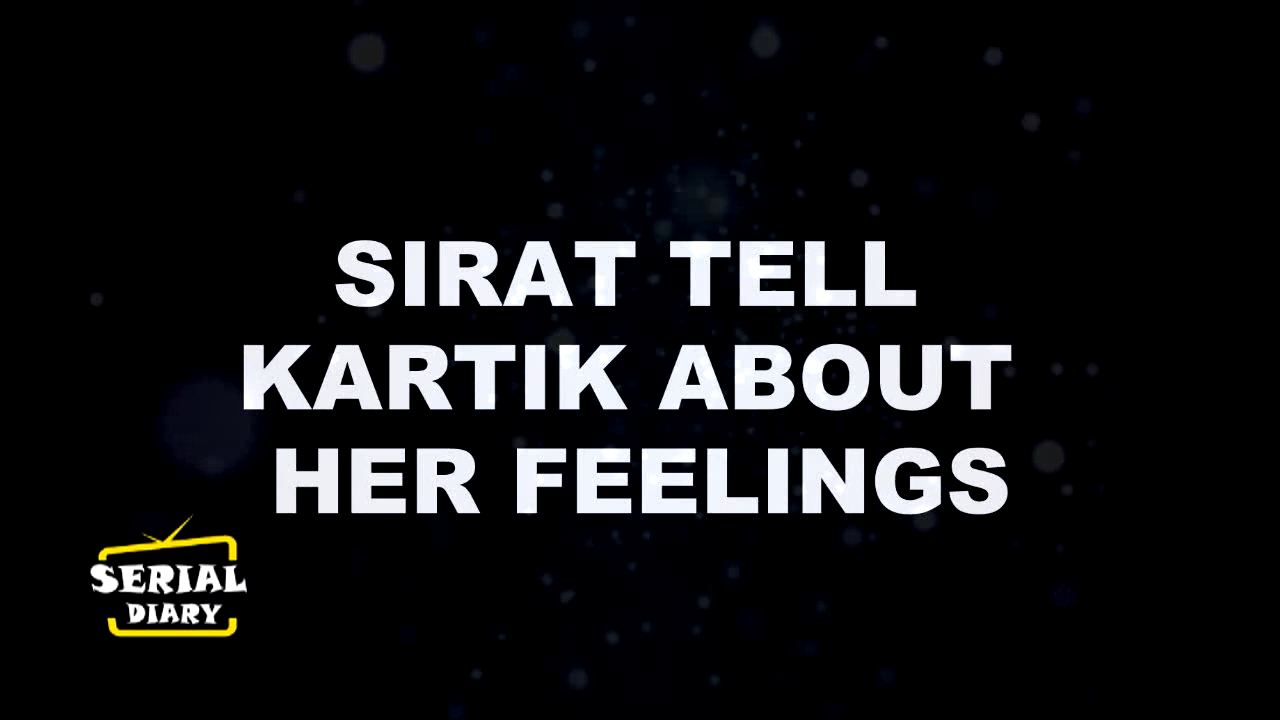 SIRAT TELL
KARTIK ABOUT
HER FEELINGS
SERIAL
DIARY